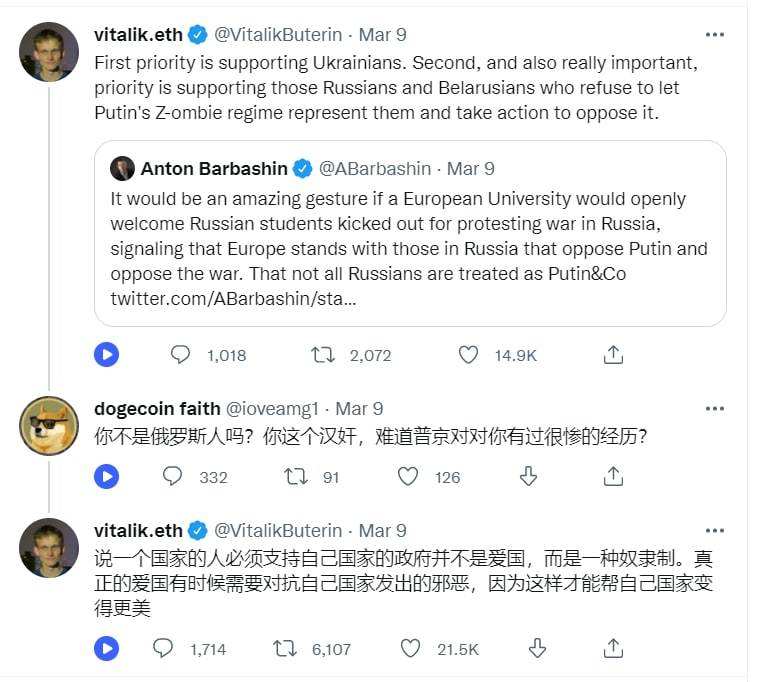 vitalik.eth @VitalikButerin · Mar 9
First priority is supporting Ukrainians. Second, and also really important,
priority is supporting those Russians and Belarusians who refuse to let
Putin's Z-ombie regime represent them and take action to oppose it.
Anton Barbashin @ABarbashin · Mar 9
It would be an amazing gesture if a European University would openly
welcome Russian students kicked out for protesting war in Russia,
signaling that Europe stands with those in Russia that oppose Putin and
oppose the war. That not all Russians are treated as Putin&Co
twitter.com/ABarbashin/sta...
1,018 2,072 14.9K
dogecoin faith @ioveamg1 · Mar 9
你不是俄罗斯人吗？你这个汉奸，难道普京对对你有过很惨的经历？
332 91 126
vitalik.eth @VitalikButerin · Mar 9
说一个国家的人必须支持自己国家的政府并不是爱国，而是一种奴隶制。真
正的爱国有时候需要对抗自己国家发出的邪恶，因为这样才能帮自己国家变
得更美
1,714 6,107 21.5K